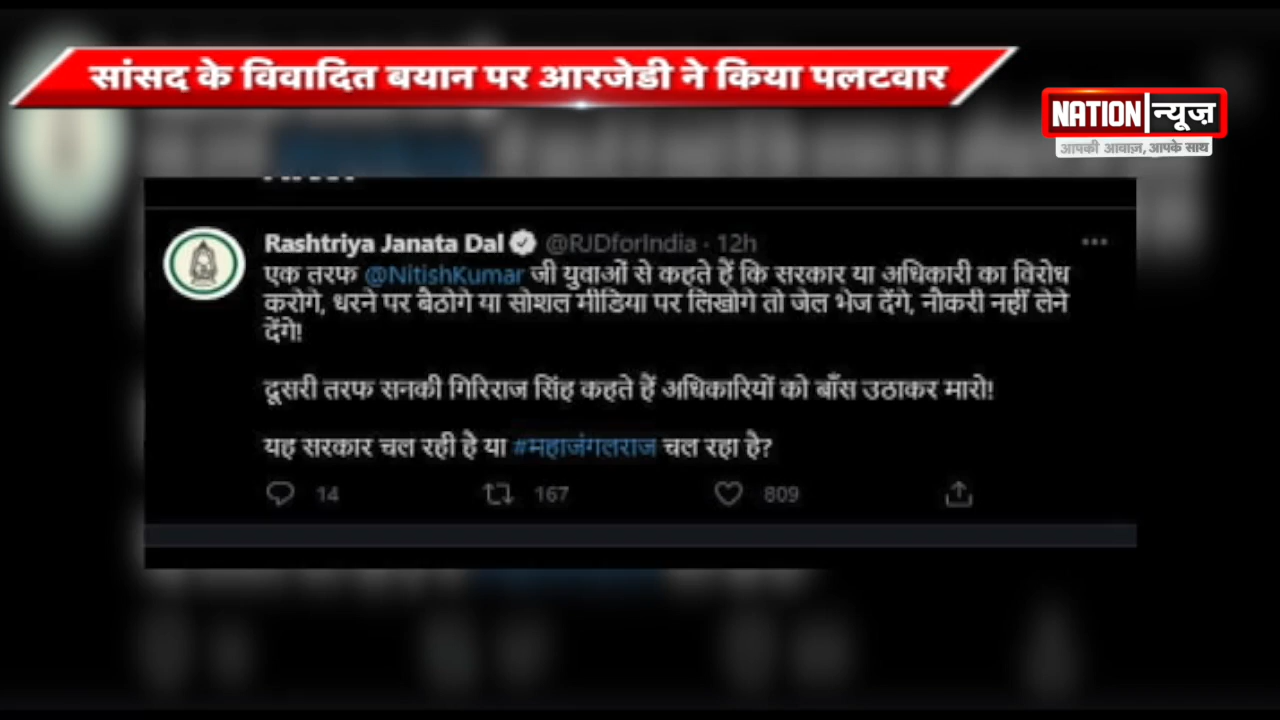 सांसद के विवादित बयान पर आरजेडी ने किया पलटवार
NATION न्यूज़
आपकी आवाज़, आपके साथ
Rashtriya Janata Dal @RJDforIndia · 12h
एक तरफ @NitishKumar जी युवाओं से कहते हैं कि सरकार या अधिकारी का विरोध
करोगे, धरने पर बैठोगे या सोशल मीडिया पर लिखोगे तो जेल भेज देंगे, नौकरी नहीं लेने
देंगे!
दूसरी तरफ सनकी गिरिराज सिंह कहते हैं अधिकारियों को बाँस उठाकर मारो!
यह सरकार चल रही है या #महाजंगलराज चल रहा है?
14 167 809